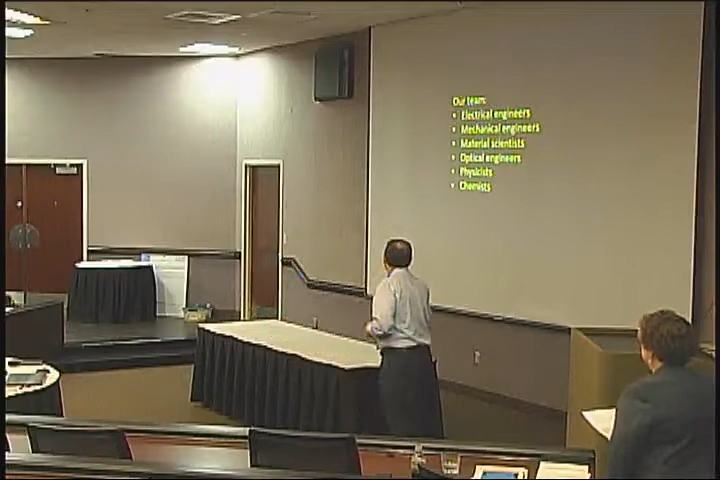 Our team:
• Electrical engineers
• Mechanical engineers
• Material scientists
• Optical engineers
• Physicists
• Chemists